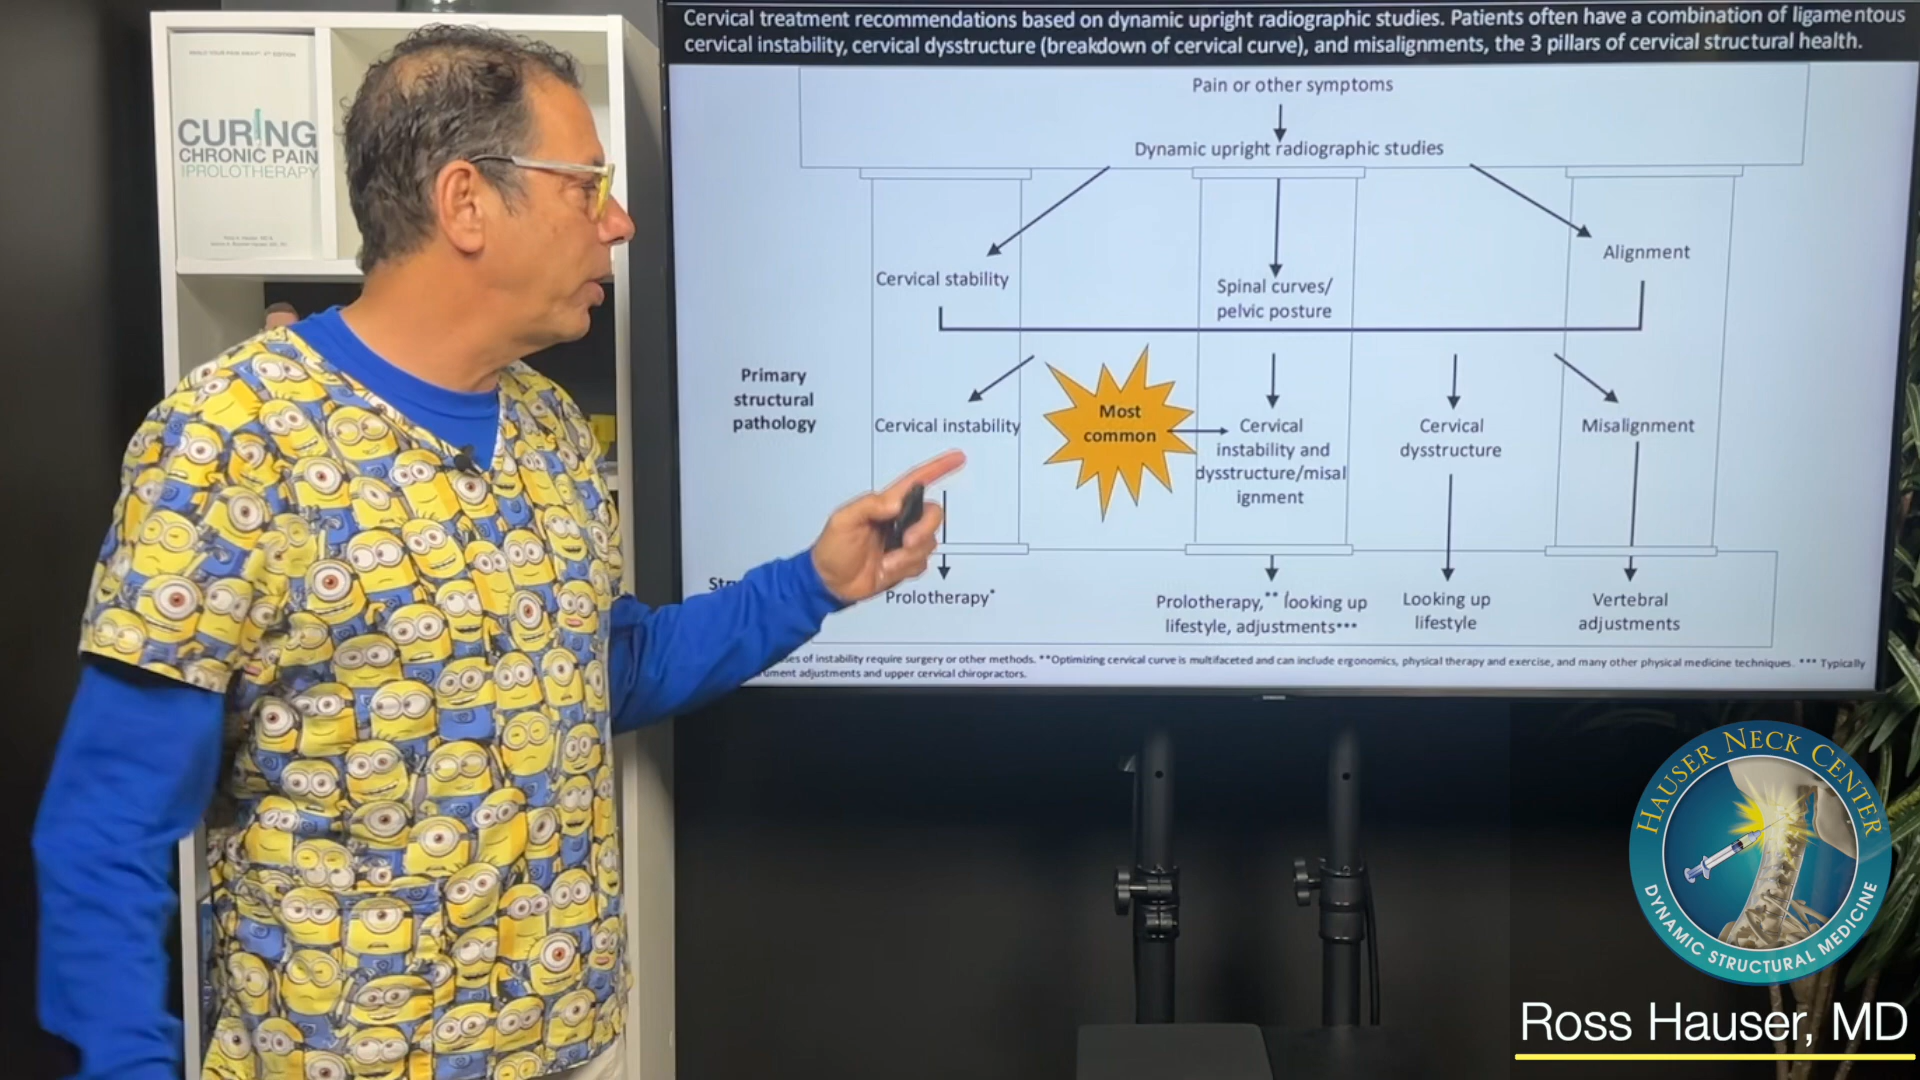 Cervical treatment recommendations based on dynamic upright radiographic studies. Patients often have a combination of ligamentous
cervical instability, cervical dysstructure (breakdown of cervical curve), and misalignments, the 3 pillars of cervical structural health.
Pain or other symptoms
Dynamic upright radiographic studies
Cervical stability
Spinal curves/
pelvic posture
Alignment
Primary
structural
pathology
Cervical instability
Most
common
Cervical
instability and
dysstructure/misal
ignment
Cervical
dysstructure
Misalignment
Prolotherapy*
Prolotherapy,** looking up
lifestyle, adjustments***
Looking up
lifestyle
Vertebral
adjustments
of instability require surgery or other methods. **Optimizing cervical curve is multifaceted and can include ergonomics, physical therapy and exercise, and many other physical medicine techniques. *** Typically
adjustments and upper cervical chiropractors.
CURING
CHRONIC PAIN
PROLOTHERAPY
HAUSER NECK CENTER
DYNAMIC STRUCTURAL MEDICINE
Ross Hauser, MD